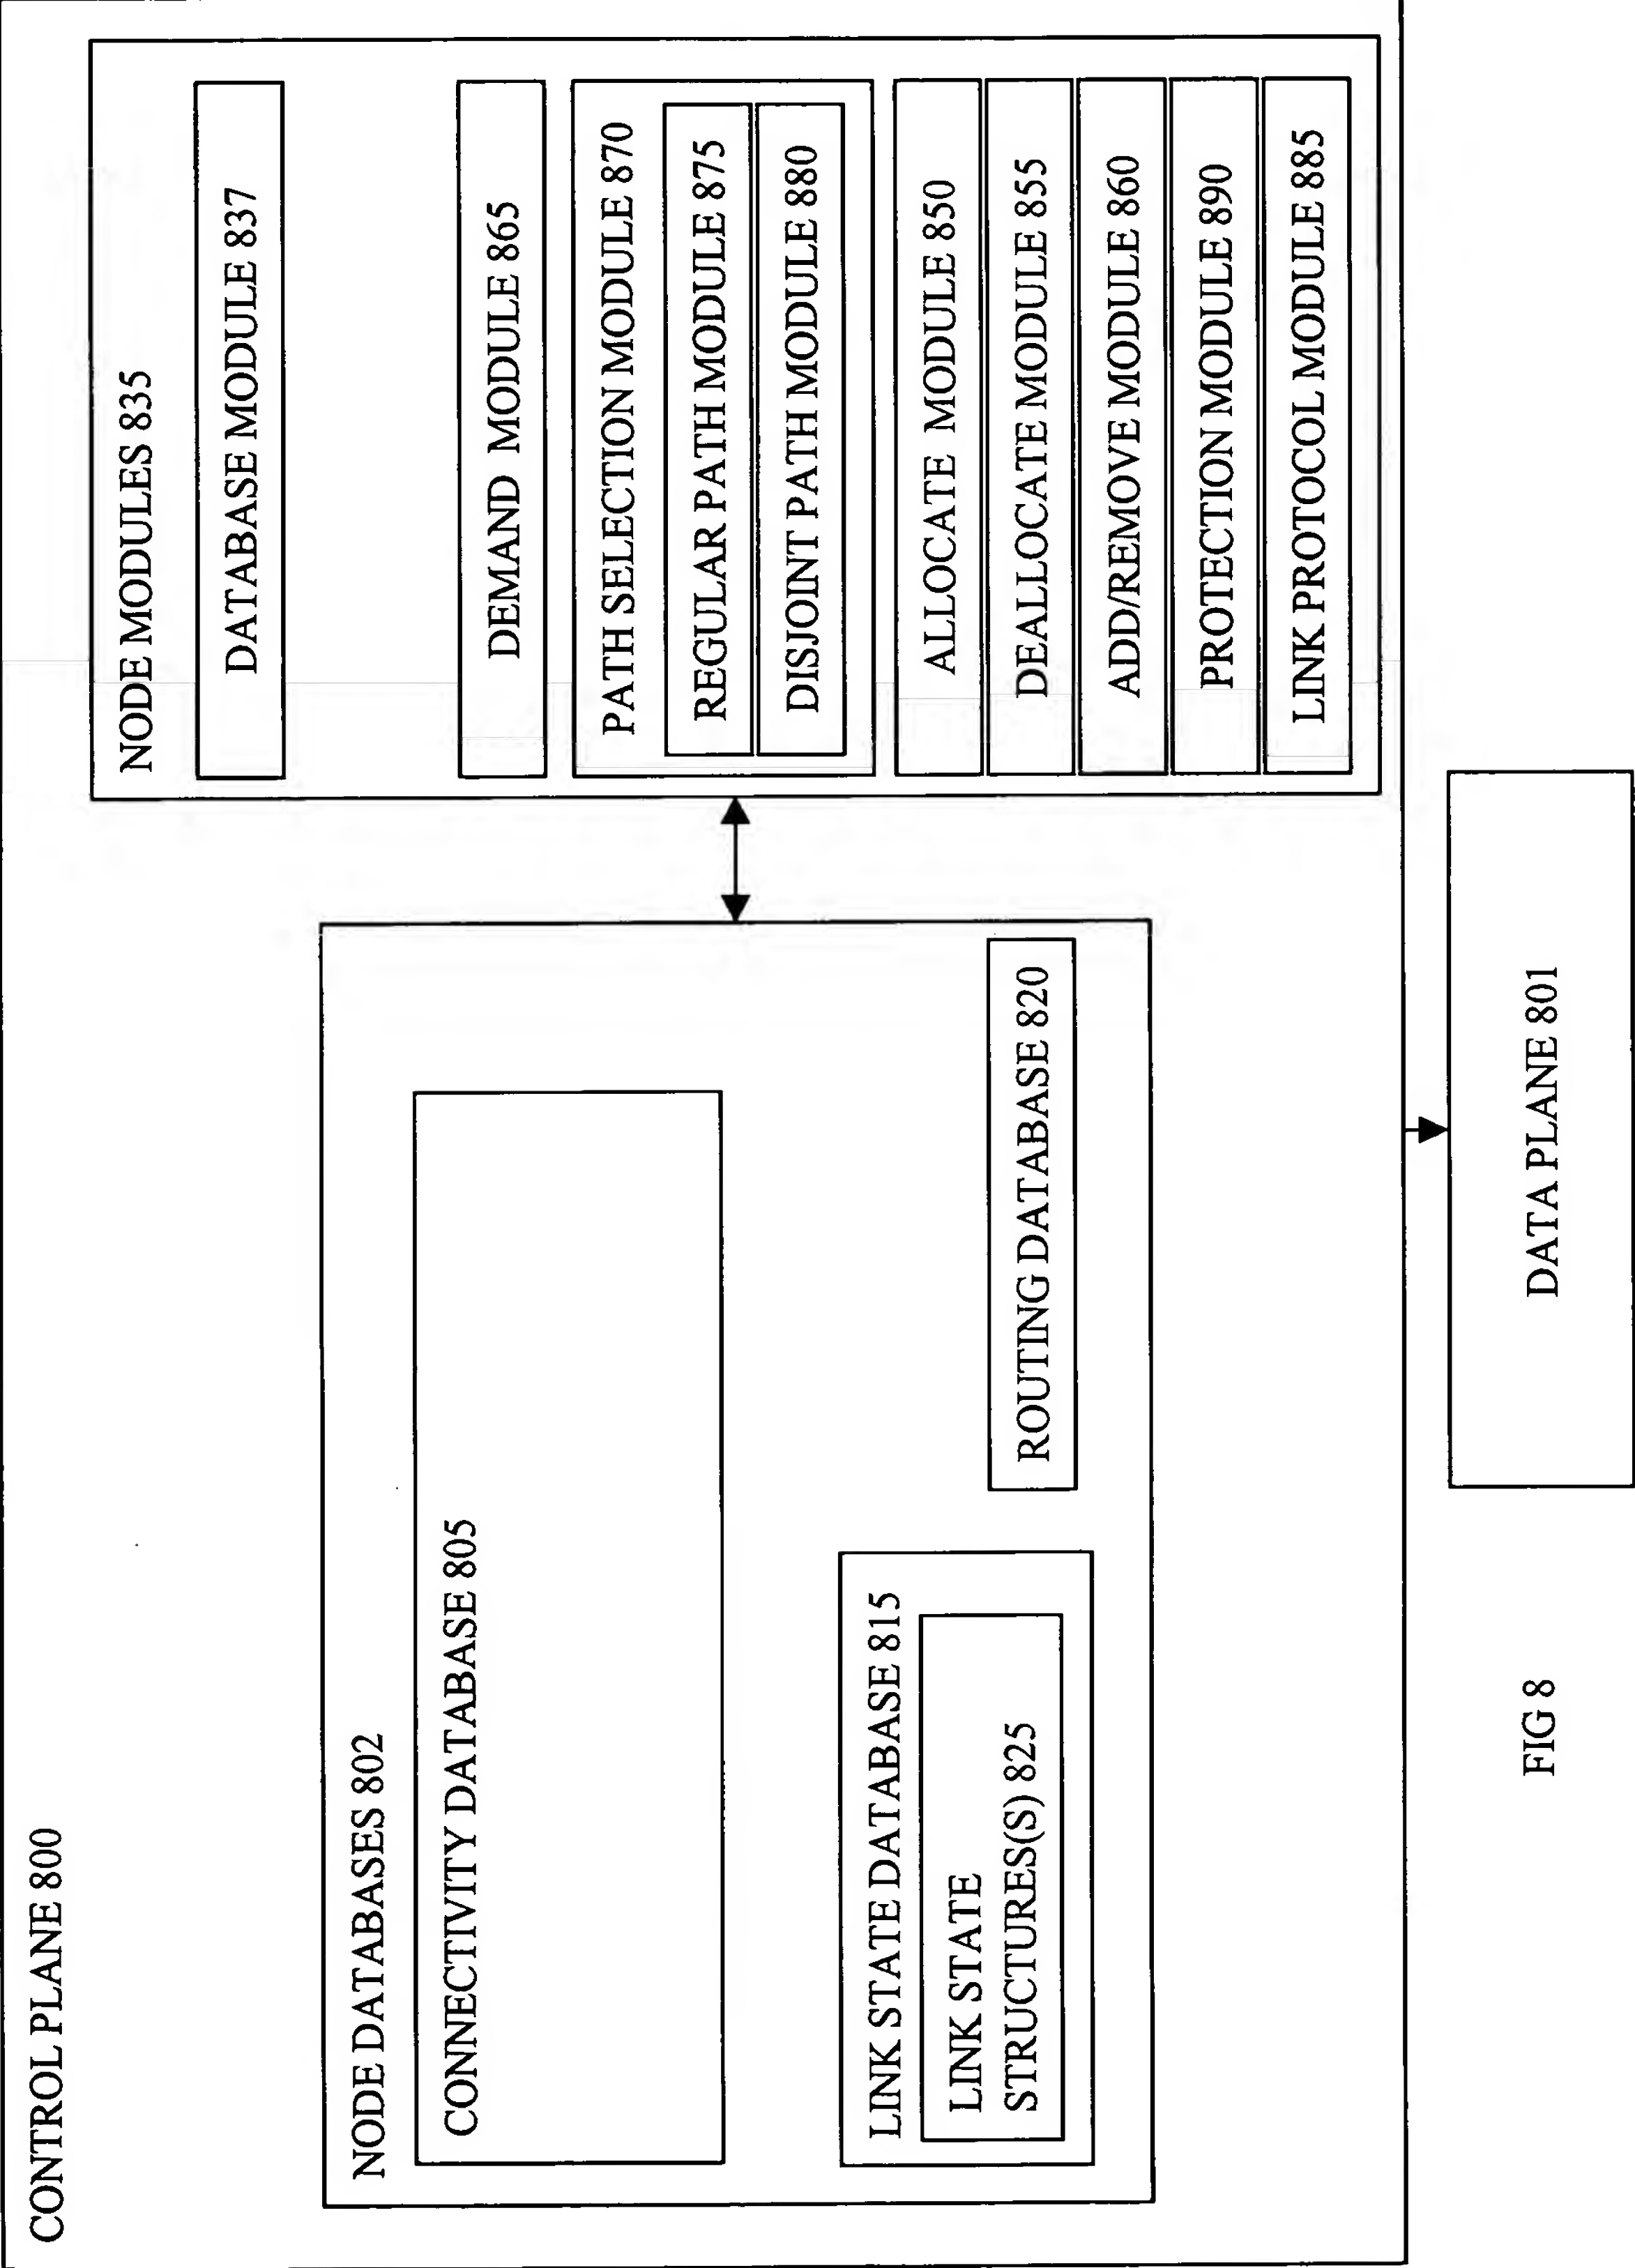 CONTROL PLANE 800
NODE DATABASES 802
CONNECTIVITY DATABASE 805
LINK STATE DATABASE 815
LINK STATE
STRUCTURES(S) 825
ROUTING DATABASE 820
NODE MODULES 835
DATABASE MODULE 837
DEMAND MODULE 865
PATH SELECTION MODULE 870
REGULAR PATH MODULE 875
DISJOINT PATH MODULE 880
ALLOCATE MODULE 850
DEALLOCATE MODULE 855
ADD/REMOVE MODULE 860
PROTECTION MODULE 890
LINK PROTOCOL MODULE 885
DATA PLANE 801
FIG 8